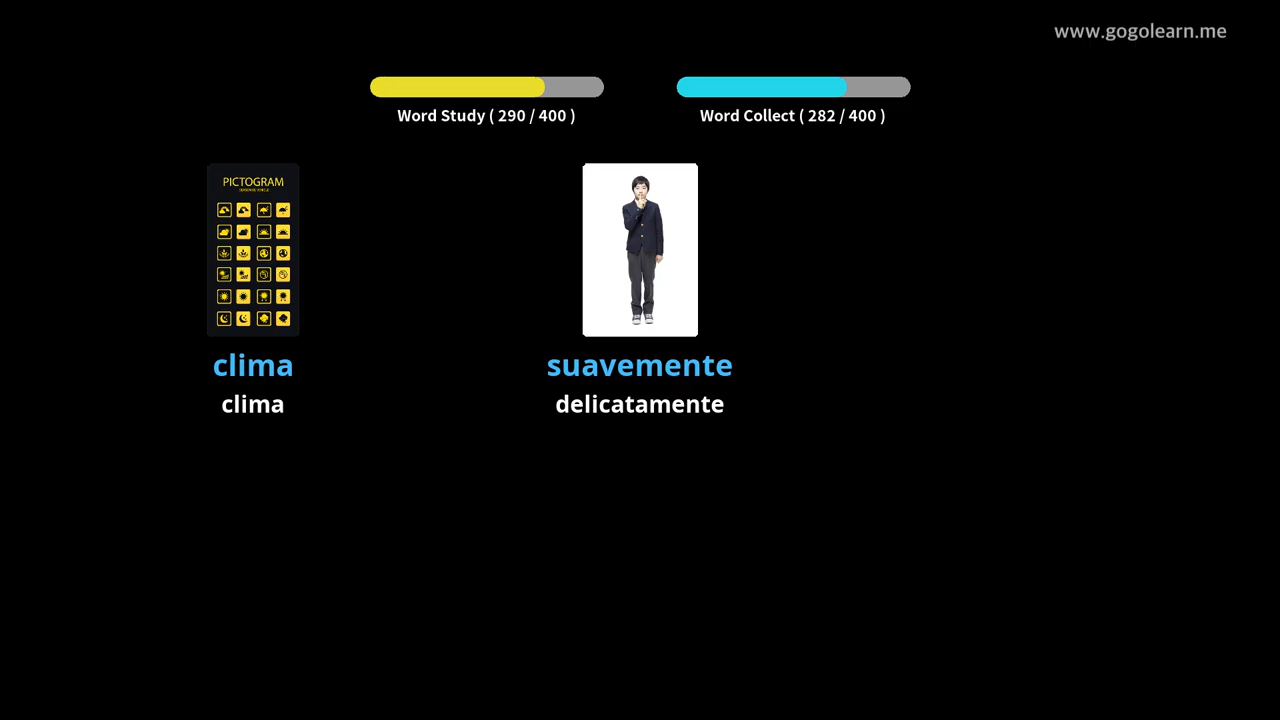 www.gogolearn.me
Word Study ( 290 / 400 )
Word Collect ( 282 / 400 )
PICTOGRAM
clima
clima
suavemente
delicatamente